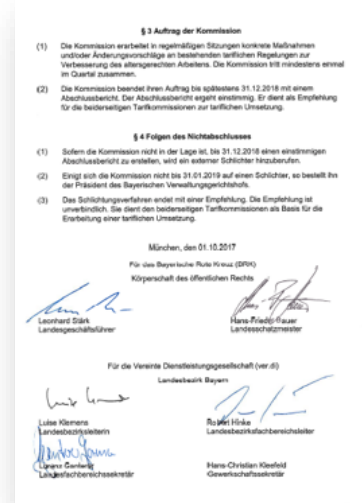 § 3 Auftrag der Kommission
(1) Die Kommission erarbeitet in regelmäßigen Sitzungen konkrete Maßnahmen
und/oder Änderungsvorschläge an bestehenden tariflichen Regelungen zur
Verbesserung des altersgerechten Arbeitens. Die Kommission tritt mindestens einmal
im Quartal zusammen.
(2) Die Kommission beendet ihren Auftrag bis spätestens 31.12.2018 mit einem
Abschlussbericht. Der Abschlussbericht ergeht einstimmig. Er dient als Empfehlung
für die beiderseitigen Tarifkommissionen zur tariflichen Umsetzung.
§ 4 Folgen des Nichtabschlusses
(1) Sofern die Kommission nicht in der Lage ist, bis 31.12.2018 einen einstimmigen
Abschlussbericht zu erstellen, wird ein externer Schlichter hinzuberufen.
(2) Einigt sich die Kommission nicht bis 31.01.2019 auf einen Schlichter, so bestellt ihn
der Präsident des Bayerischen Verwaltungsgerichtshofs.
(3) Das Schlichtungsverfahren endet mit einer Empfehlung. Die Empfehlung ist
unverbindlich. Sie dient den beiderseitigen Tarifkommissionen als Basis für die
Erarbeitung einer tariflichen Umsetzung.
München, den 01.10.2017
Für das Bayerische Rote Kreuz (BRK)
Körperschaft des öffentlichen Rechts
Leonhard Stärk
Landesgeschäftsführer
Landesschatzmeister
Für die Vereinte Dienstleistungsgesellschaft (ver.di)
Landesbezirk Bayern
Luise Klemens
Landesbezirksleiterin
Robert Hinke
Landesbezirksfachbereichsleiter
Landesfachbereichssekretär
Hans-Christian Kleefeld
Gewerkschaftssekretär